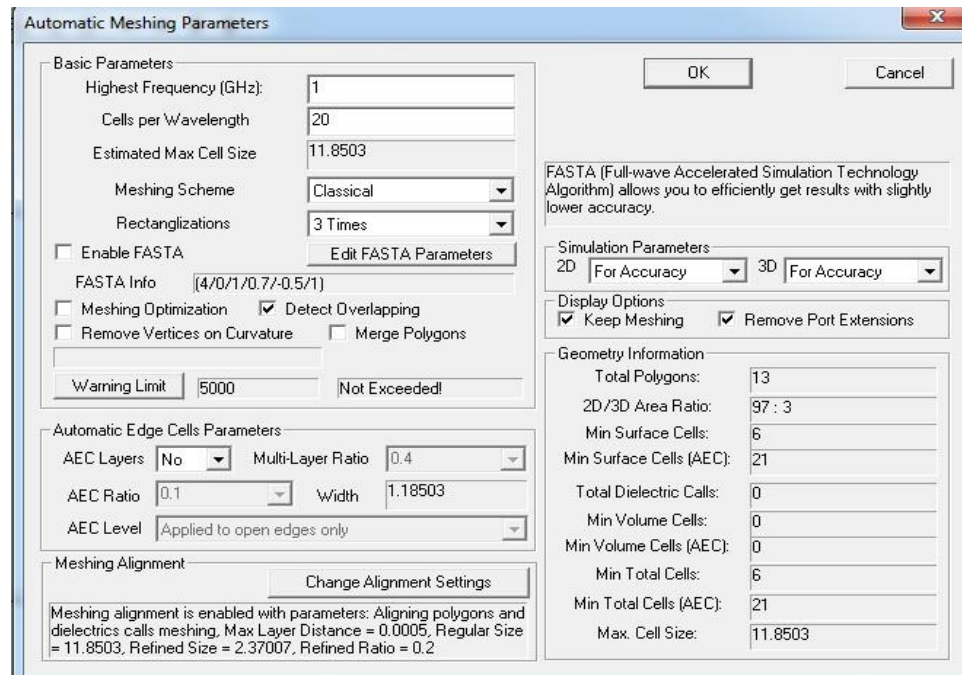 Automatic Meshing Parameters
Basic Parameters
Highest Frequency (GHz): 1
Cells per Wavelength 20
Estimated Max Cell Size 11.8503
Meshing Scheme Classical
Rectanglizations 3 Times
Enable FASTA Edit FASTA Parameters
FASTA Info (4/0/1/0.7/-0.5/1)
Meshing Optimization Detect Overlapping
Remove Vertices on Curvature Merge Polygons
Warning Limit 5000 Not Exceeded!
Automatic Edge Cells Parameters
AEC Layers No Multi-Layer Ratio 0.4
AEC Ratio 0.1 Width 1.18503
AEC Level Applied to open edges only
Meshing Alignment
Change Alignment Settings
Meshing alignment is enabled with parameters: Aligning polygons and
dielectrics calls meshing, Max Layer Distance = 0.0005, Regular Size
= 11.8503, Refined Size = 2.37007, Refined Ratio = 0.2
OK Cancel
FASTA (Full-wave Accelerated Simulation Technology
Algorithm) allows you to efficiently get results with slightly
lower accuracy.
Simulation Parameters
2D For Accuracy 3D For Accuracy
Display Options
Keep Meshing Remove Port Extensions
Geometry Information
Total Polygons: 13
2D/3D Area Ratio: 97 : 3
Min Surface Cells: 6
Min Surface Cells (AEC): 21
Total Dielectric Calls: 0
Min Volume Cells: 0
Min Volume Cells (AEC): 0
Min Total Cells: 6
Min Total Cells (AEC): 21
Max. Cell Size: 11.8503